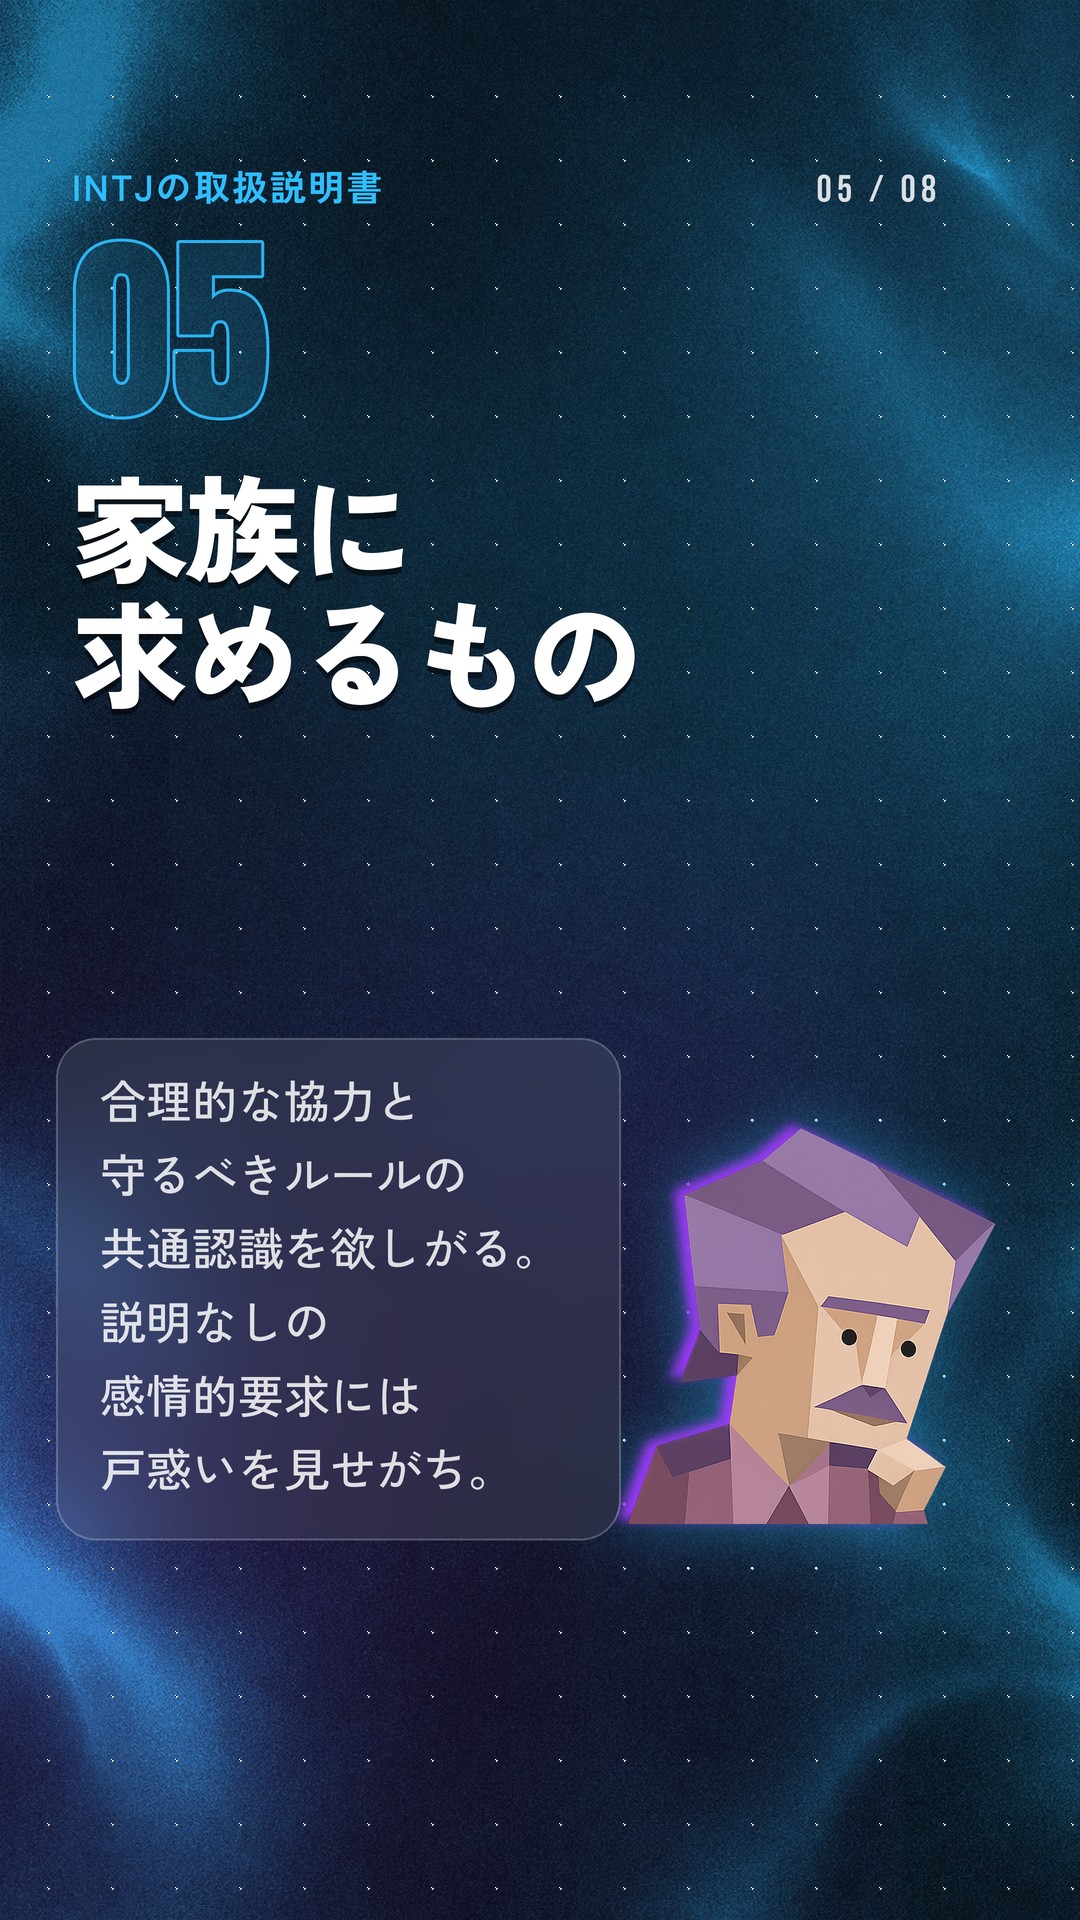 INTJの取扱説明書
05 / 08
05
家族に
求めるもの
合理的な協力と
守るべきルールの
共通認識を欲しがる。
説明なしの
感情的要求には
戸惑いを見せがち。